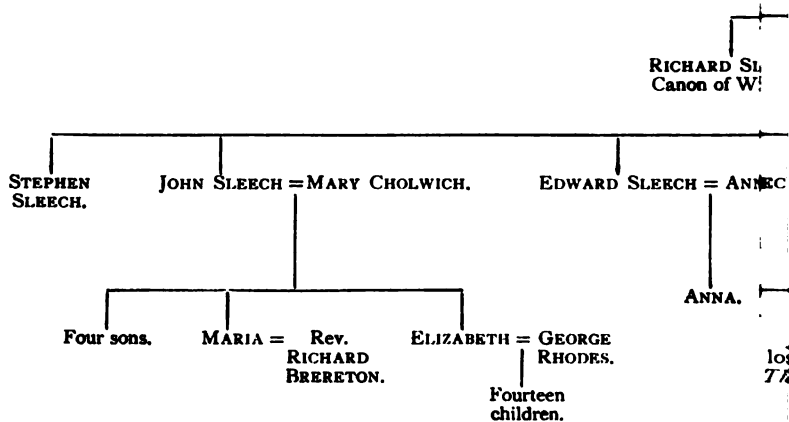 RICHARD SL
Canon of W
STEPHEN
SLEECH.
JOHN SLEECH = MARY CHOLWICH.
EDWARD SLEECH =
Four sons.
MARIA = Rev.
RICHARD
BRERETON.
ELIZABETH = GEORGE
RHODES.
Fourteen
children.
ANNA.